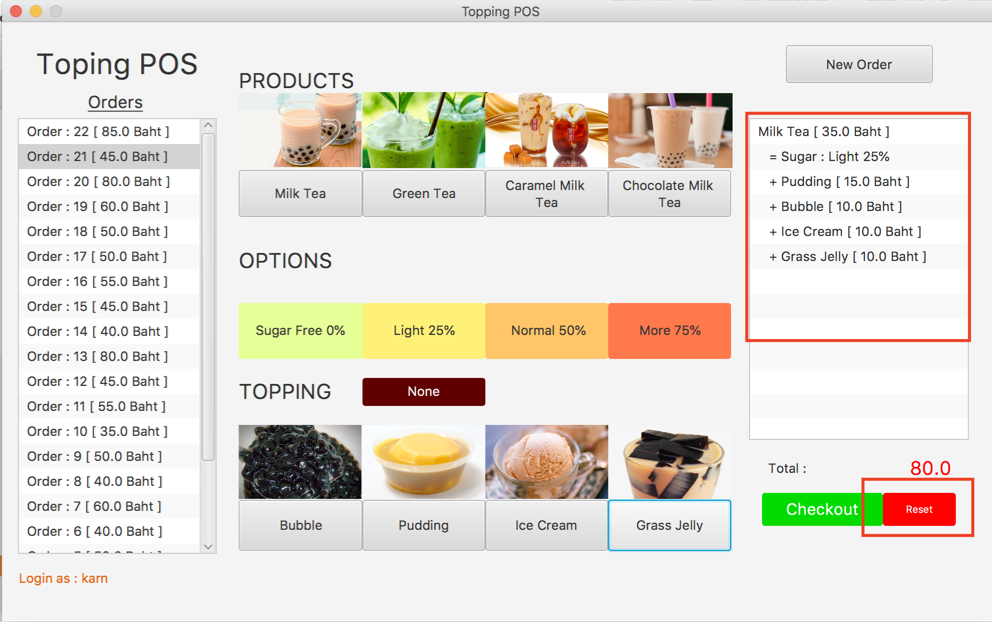 Topping POS
Toping POS
Orders
Order : 22 [ 85.0 Baht ]
Order : 21 [ 45.0 Baht ]
Order : 20 [ 80.0 Baht ]
Order : 19 [ 60.0 Baht ]
Order : 18 [ 50.0 Baht ]
Order : 17 [ 50.0 Baht ]
Order : 16 [ 55.0 Baht ]
Order : 15 [ 45.0 Baht ]
Order : 14 [ 40.0 Baht ]
Order : 13 [ 80.0 Baht ]
Order : 12 [ 45.0 Baht ]
Order : 11 [ 55.0 Baht ]
Order : 10 [ 35.0 Baht ]
Order : 9 [ 50.0 Baht ]
Order : 8 [ 40.0 Baht ]
Order : 7 [ 60.0 Baht ]
Order : 6 [ 40.0 Baht ]
Login as : karn
PRODUCTS
Milk Tea
Green Tea
Caramel Milk
Tea
Chocolate Milk
Tea
OPTIONS
Sugar Free 0%
Light 25%
Normal 50%
More 75%
TOPPING
None
Bubble
Pudding
Ice Cream
Grass Jelly
New Order
Milk Tea [ 35.0 Baht ]
= Sugar : Light 25%
+ Pudding [ 15.0 Baht ]
+ Bubble [ 10.0 Baht ]
+ Ice Cream [ 10.0 Baht ]
+ Grass Jelly [ 10.0 Baht ]
Total :
80.0
Checkout
Reset